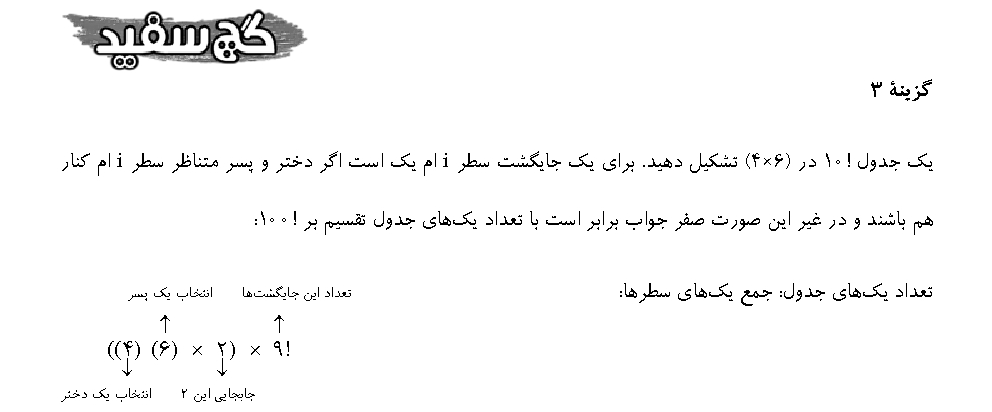 گچ سفید
گزینهٔ ۳
یک جدول !۱۰ در (۶×۴) تشکیل دهید. برای یک جایگشت سطر i ام یک است اگر دختر و پسر متناظر سطر i ام کنار
هم باشند و در غیر این صورت صفر جواب برابر است با تعداد یک‌های جدول تقسیم بر !۱۰۰:
تعداد یک‌های جدول: جمع یک‌های سطرها:
تعداد این جایگشت‌ها انتخاب یک پسر
↑ ↑
((۴) (۶) × ۲) × ۹!
↓ ↓
جابجایی این ۲ انتخاب یک دختر